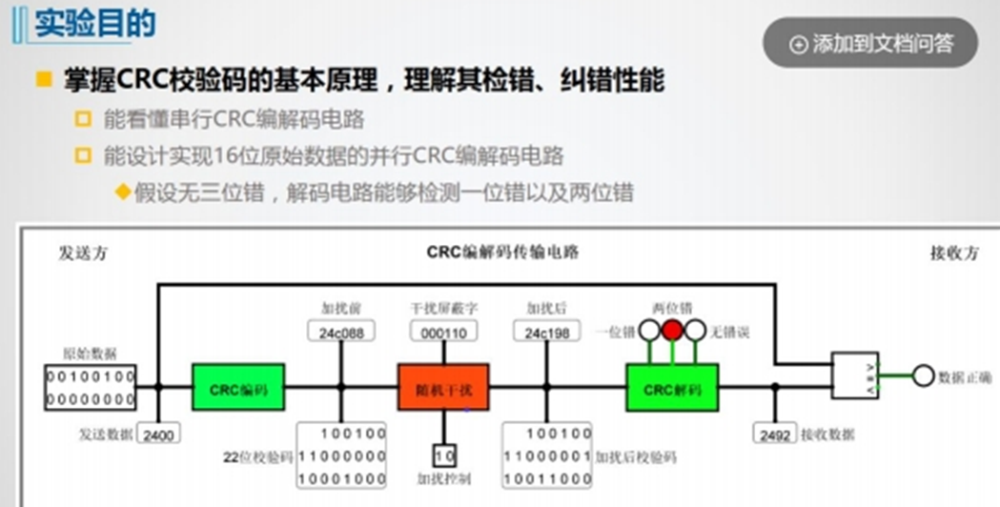 实验目的
添加到文档问答
掌握CRC校验码的基本原理，理解其检错、纠错性能
能看懂串行CRC编解码电路
能设计实现16位原始数据的并行CRC编解码电路
假设无三位错，解码电路能够检测一位错以及两位错
发送方
CRC编解码传输电路
接收方
加扰前
干扰屏蔽字
加扰后
两位错
24c088
000110
24c198
一位错
无错误
原始数据
00100100
00000000
CRC编码
随机干扰
CRC解码
数据正确
发送数据
2400
22位校验码
100100
11000000
10001000
10
加扰控制
100100
11000001
10011000
加扰后校验码
2492
接收数据